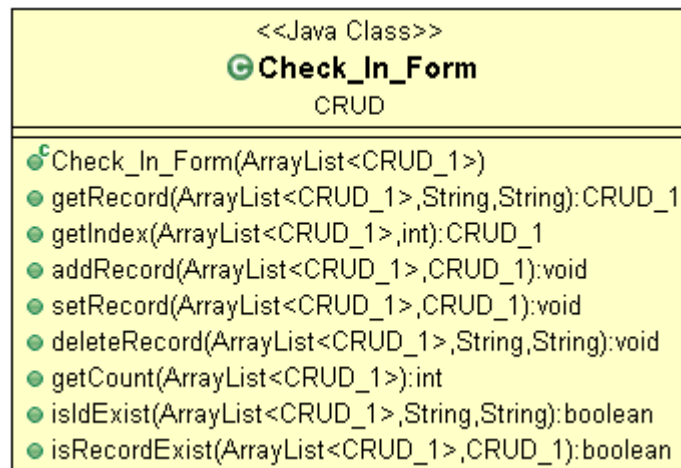 <<Java Class>>
Check_In_Form
CRUD
Check_In_Form(ArrayList<CRUD_1>)
getRecord(ArrayList<CRUD_1>,String,String):CRUD_1
getIndex(ArrayList<CRUD_1>,int):CRUD_1
addRecord(ArrayList<CRUD_1>,CRUD_1):void
setRecord(ArrayList<CRUD_1>,CRUD_1):void
deleteRecord(ArrayList<CRUD_1>,String,String):void
getCount(ArrayList<CRUD_1>):int
isIdExist(ArrayList<CRUD_1>,String,String):boolean
isRecordExist(ArrayList<CRUD_1>,CRUD_1):boolean